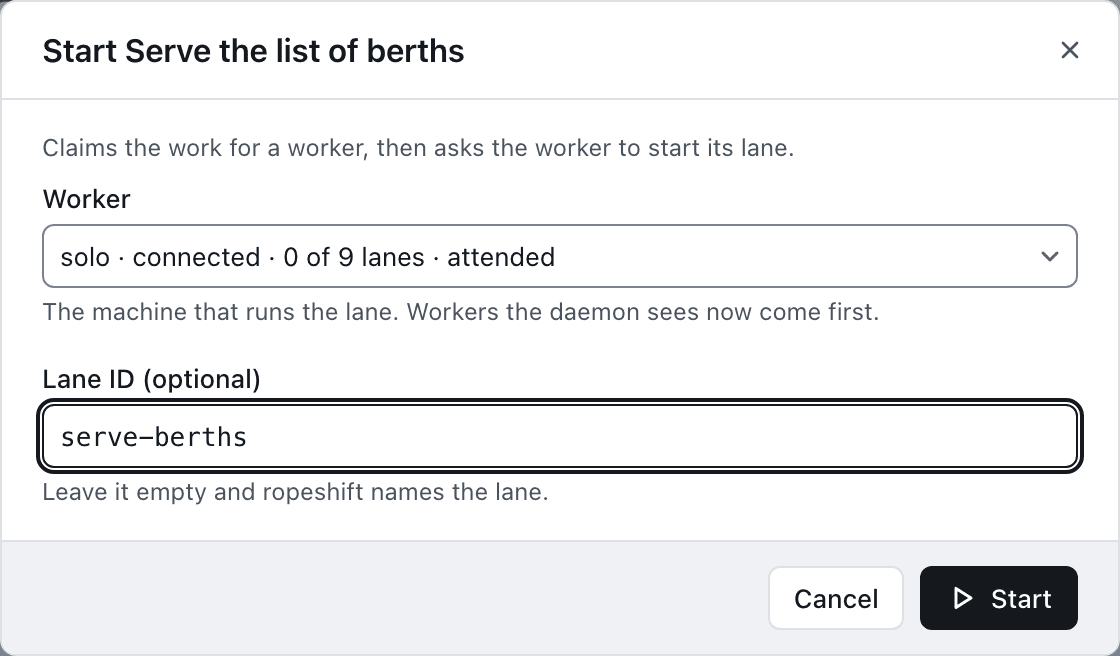 Start Serve the list of berths
Claims the work for a worker, then asks the worker to start its lane.
Worker
solo · connected · 0 of 9 lanes · attended
The machine that runs the lane. Workers the daemon sees now come first.
Lane ID (optional)
serve-berths
Leave it empty and ropeshift names the lane.
Cancel
Start